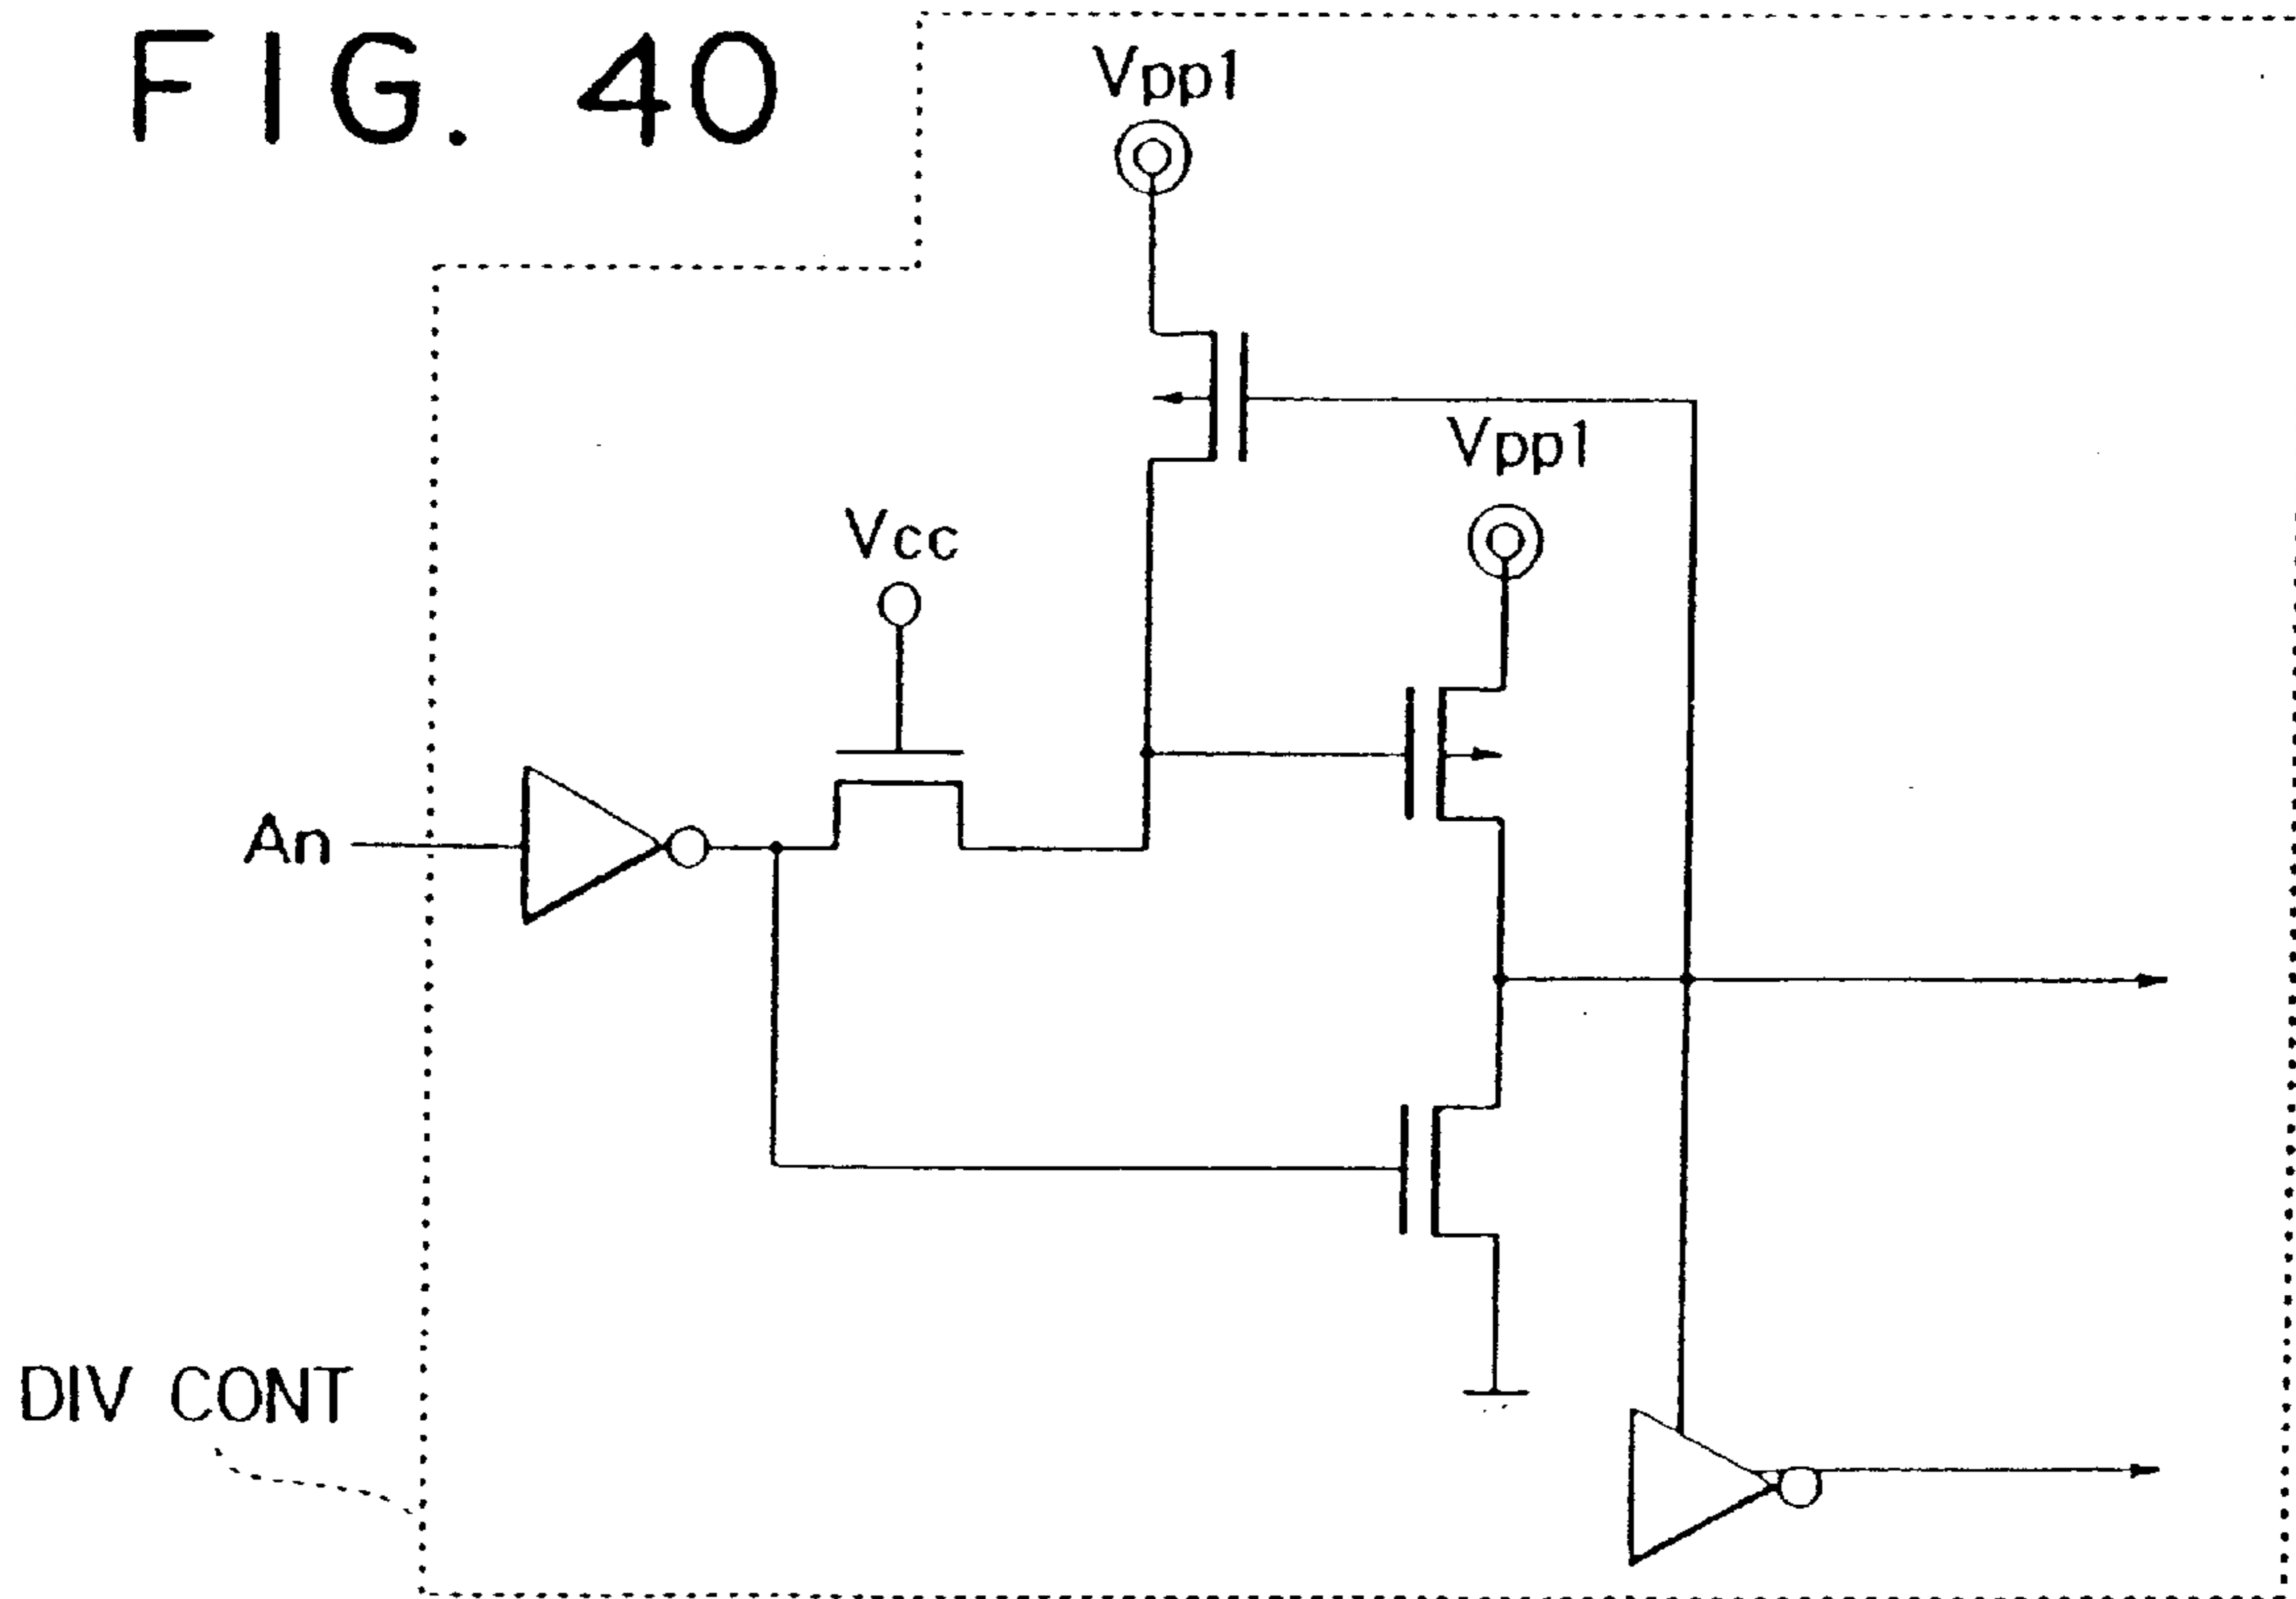 FIG. 40
Vpp1
Vpp1
Vcc
An
DIV CONT